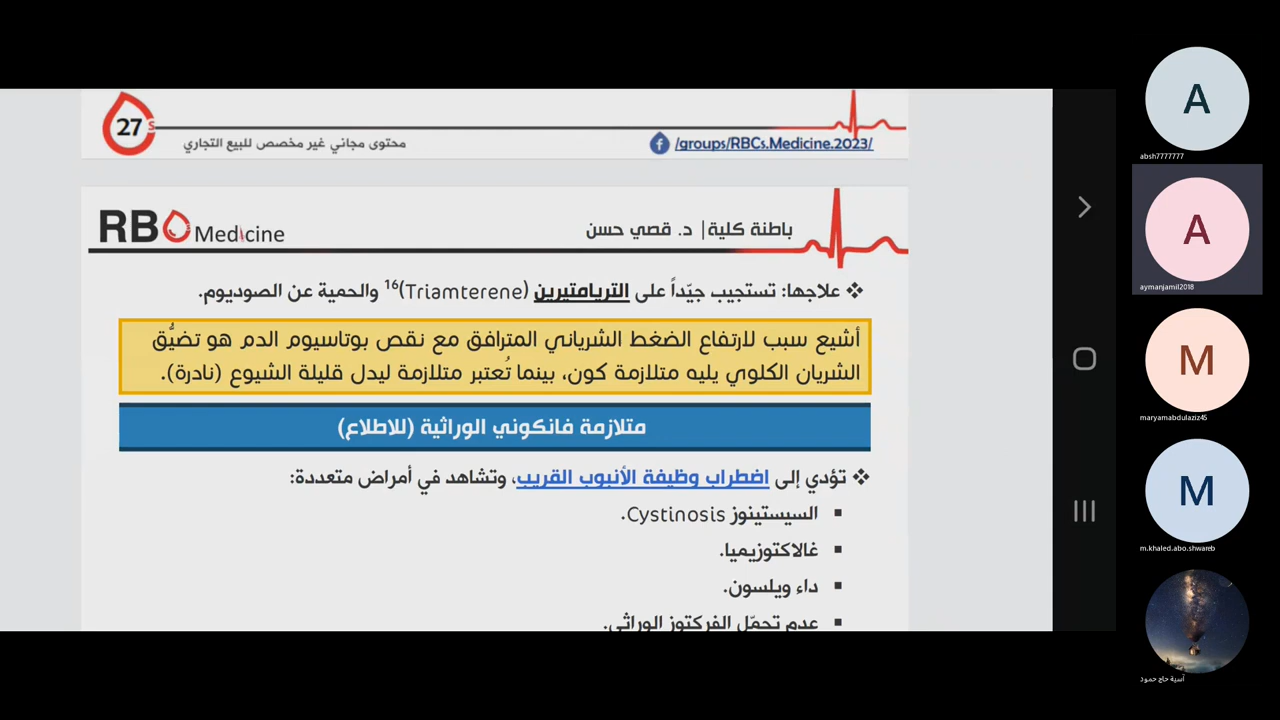 27
محتوى مجاني غير مخصص للبيع التجاري
/groups/RBCs.Medicine.2023/
RB Medicine
باطنة كلية | د. قصي حسن
❖ علاجها: تستجيب جيّداً على التريامتيرين (Triamterene)16 والحمية عن الصوديوم.
أشيع سبب لارتفاع الضغط الشرياني المترافق مع نقص بوتاسيوم الدم هو تضيُّق
الشريان الكلوي يليه متلازمة كون، بينما تُعتبر متلازمة ليدل قليلة الشيوع (نادرة).
متلازمة فانكوني الوراثية (للاطلاع)
❖ تؤدي إلى اضطراب وظيفة الأنبوب القريب، وتشاهد في أمراض متعددة:
▪ السيستينوز Cystinosis.
▪ غالاكتوزيميا.
▪ داء ويلسون.
▪ عدم تحمّل الفركتوز الوراثي.
A
absh7777777
A
aymanjamil2018
M
maryamabdulaziz45
M
m.khaled.abo.shwareb
آسية حاج حمود